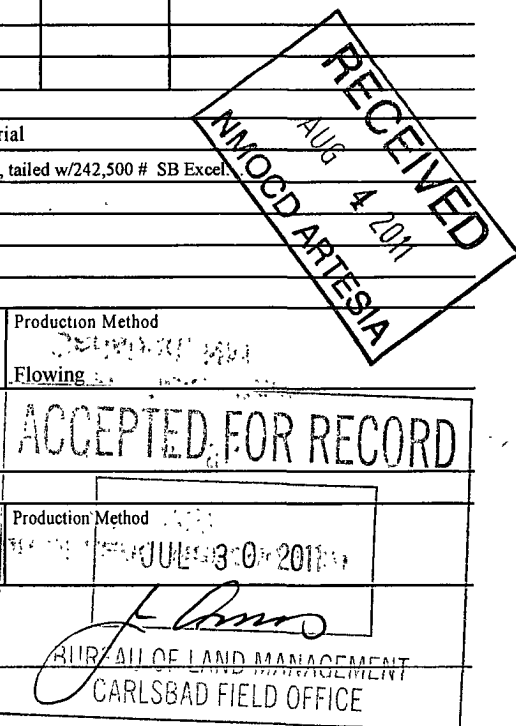 RECEIVED
AUG 4 2011
NMOCD ARTESIA
rial
, tailed w/242,500 # SB Excel.
Production Method
Flowing
ACCEPTED FOR RECORD
Production Method
JUL 30 2011
BUREAU OF LAND MANAGEMENT
CARLSBAD FIELD OFFICE